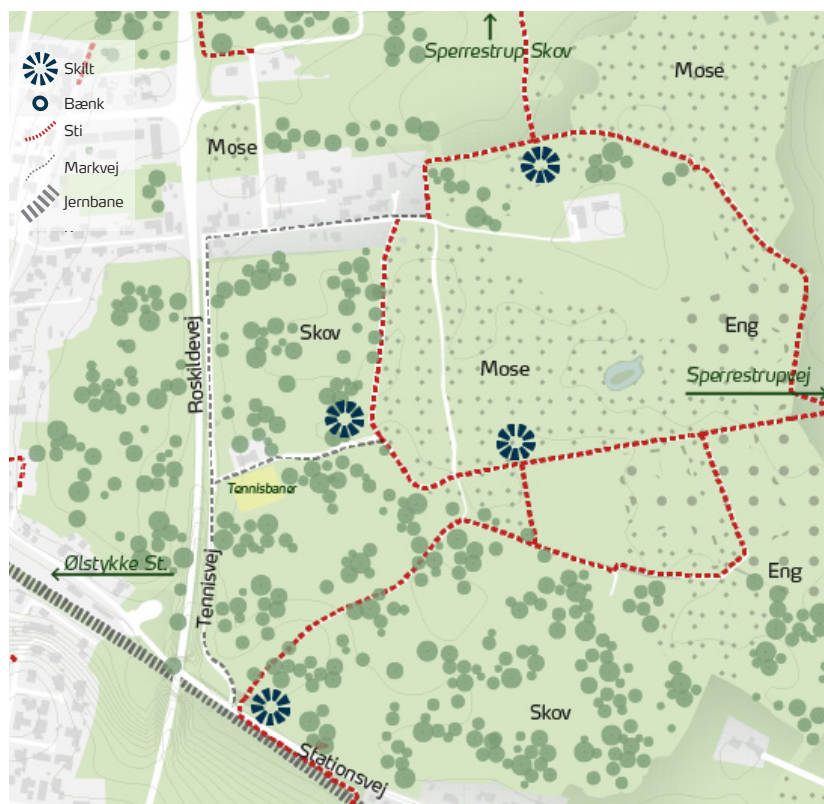 Skilt
Bænk
Sti
Markvej
Jernbane
Sperrestrup Skov
Mose
Mose
Roskildevej
Skov
Mose
Eng
Sperrestrupvej
Tennisbaner
Ølstykke St.
Tennisvej
Eng
Skov
Stationsvej